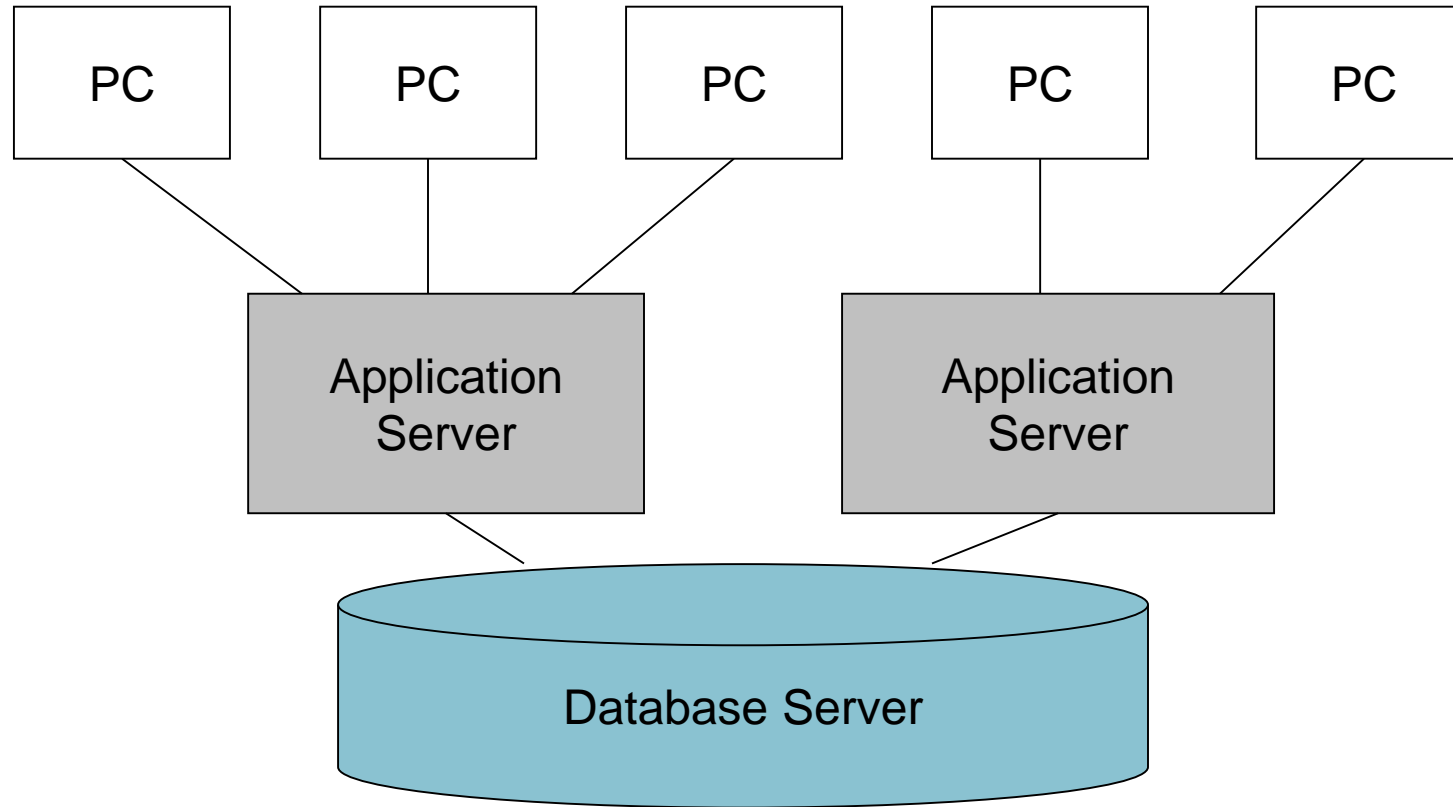 PC
PC
PC
PC
PC
Application
Server
Application
Server
Database Server